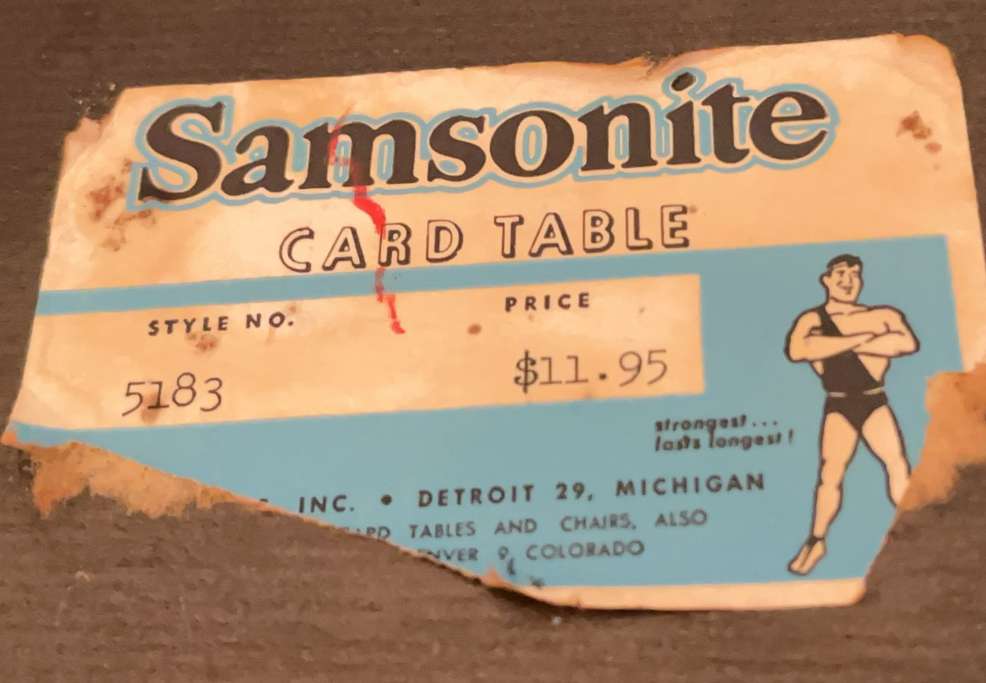 Samsonite
CARD TABLE
STYLE NO. PRICE
5183 $11.95
strongest...
lasts longest!
INC. • DETROIT 29, MICHIGAN
TABLES AND CHAIRS, ALSO
9, COLORADO